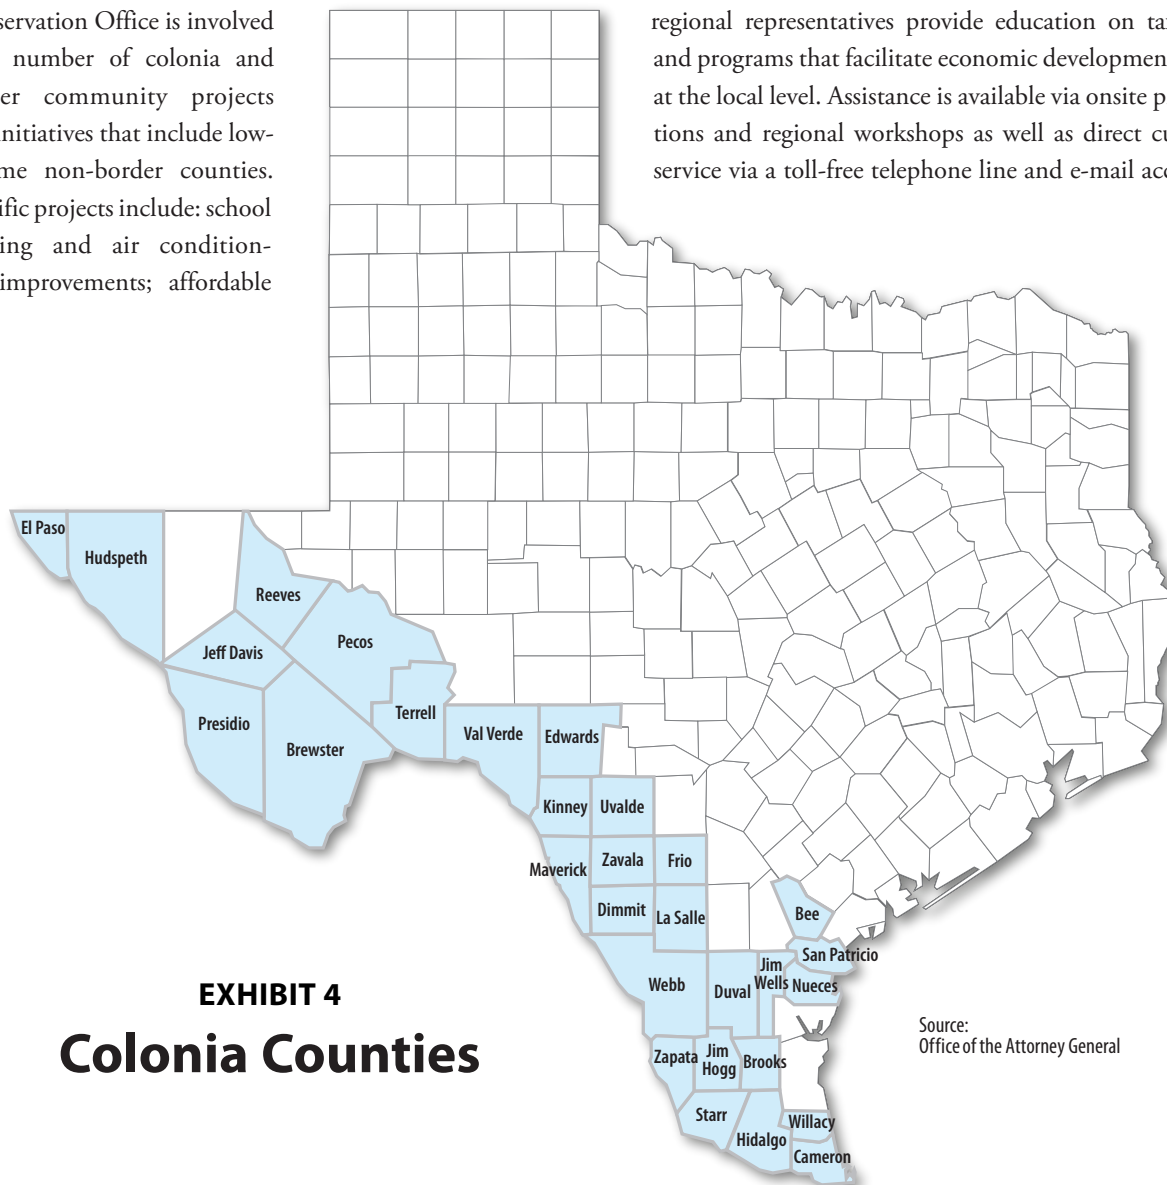 servation Office is involved
number of colonia and
er community projects
initiatives that include low-
me non-border counties.
ific projects include: school
ing and air condition-
improvements; affordable
regional representatives provide education on
and programs that facilitate economic development
at the local level. Assistance is available via onsite
tions and regional workshops as well as direct
service via a toll-free telephone line and e-mail
El Paso
Hudspeth
Reeves
Jeff Davis
Pecos
Presidio
Brewster
Terrell
Val Verde
Edwards
Kinney
Uvalde
Maverick
Zavala
Frio
Dimmit
La Salle
Bee
San Patricio
Webb
Duval
Jim
Wells
Nueces
Zapata
Jim
Hogg
Brooks
Starr
Hidalgo
Willacy
Cameron
EXHIBIT 4
Colonia Counties
Source:
Office of the Attorney General